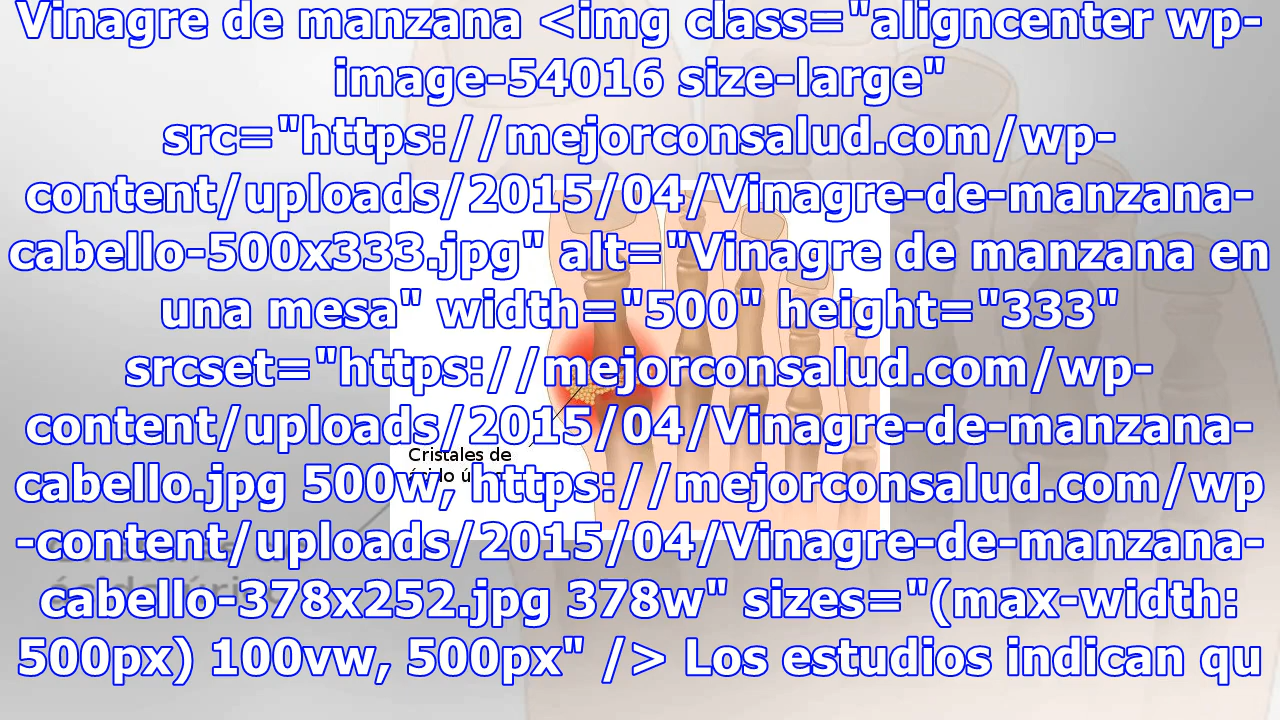 Vinagre de manzana <img class="aligncenter wp-
image-54016 size-large"
src="https://mejorconsalud.com/wp-
content/uploads/2015/04/Vinagre-de-manzana-
cabello-500x333.jpg" alt="Vinagre de manzana en
una mesa" width="500" height="333"
srcset="https://mejorconsalud.com/wp-
content/uploads/2015/04/Vinagre-de-manzana-
Cristales de
cabello.jpg 500w, https://mejorconsalud.com/wp
-content/uploads/2015/04/Vinagre-de-manzana-
cabello-378x252.jpg 378w" sizes="(max-width:
500px) 100vw, 500px" /> Los estudios indican qu